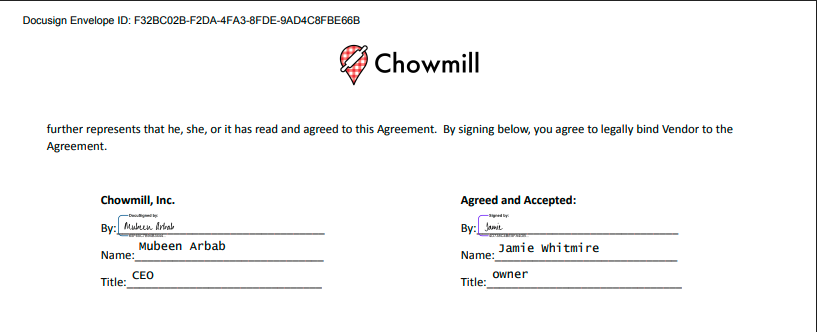 Docusign Envelope ID: F32BC02B-F2DA-4FA3-8FDE-9AD4C8FBE66B
Chowmill
further represents that he, she, or it has read and agreed to this Agreement. By signing below, you agree to legally bind Vendor to the
Agreement.
Chowmill, Inc.
DocuSigned by:
By: Mubeen Arbab
Name: Mubeen Arbab
Title: CEO
Agreed and Accepted:
Signed by:
By: Jamie
Name: Jamie Whitmire
Title: owner